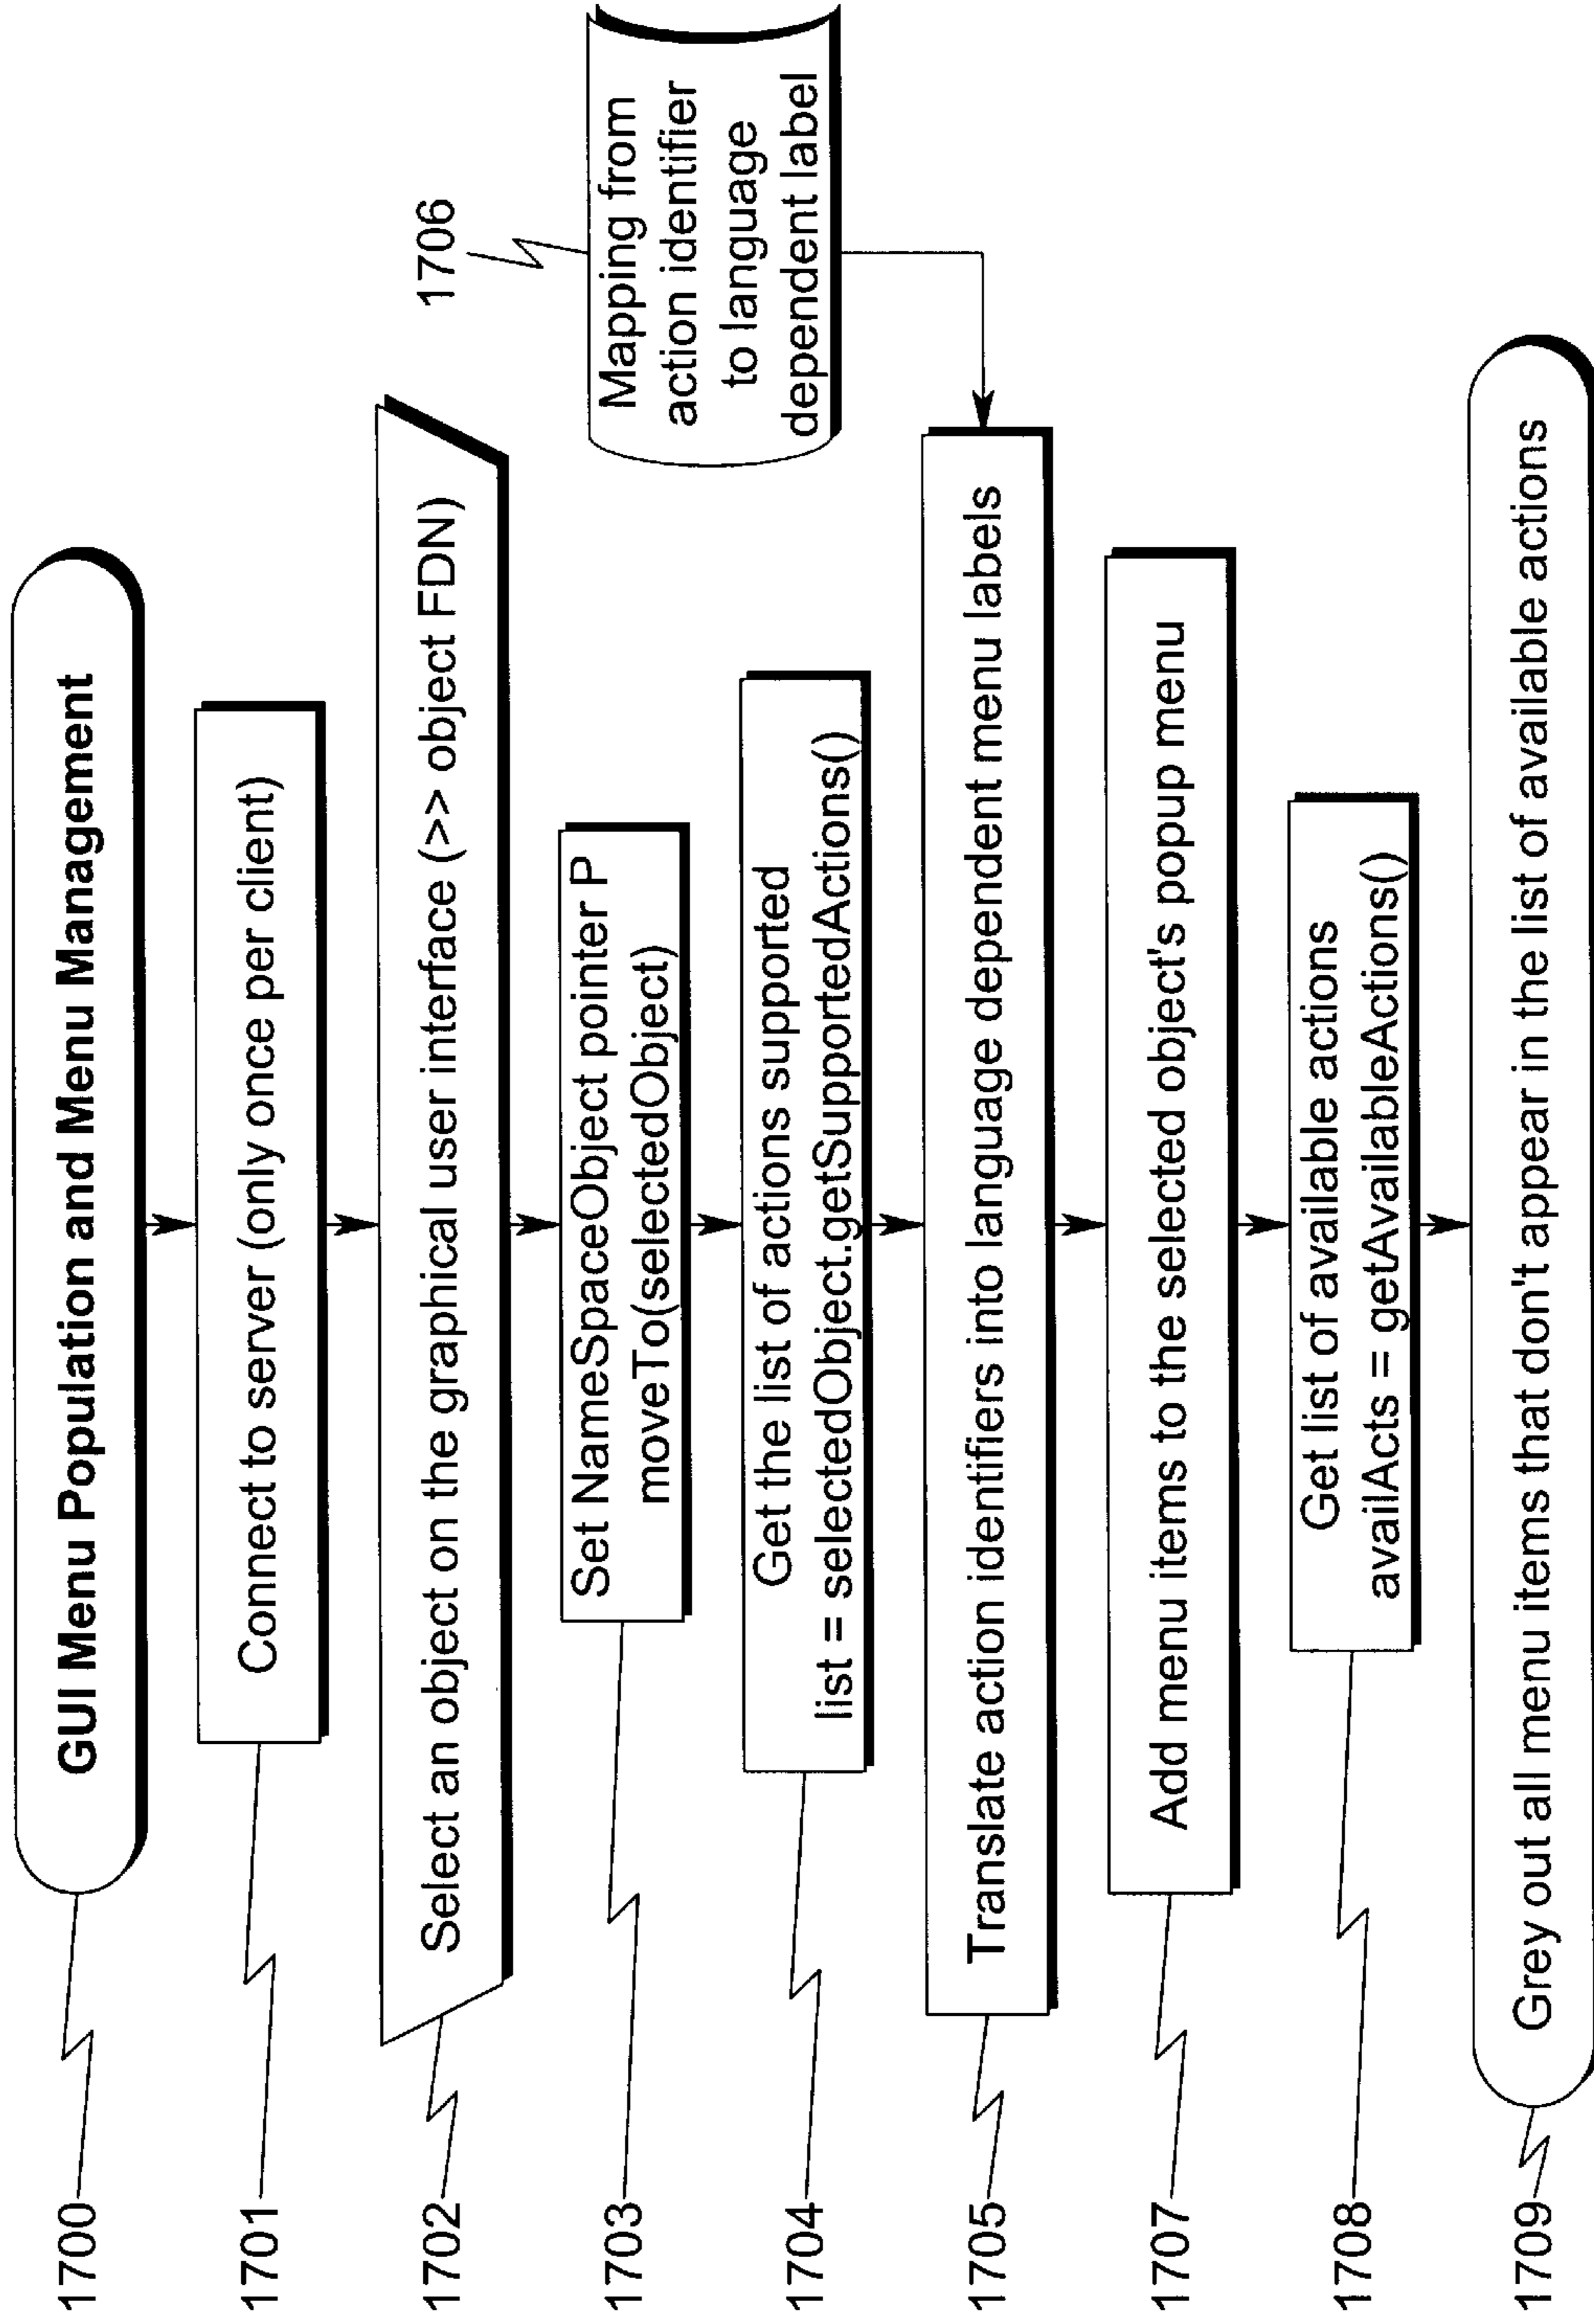 1700
GUI Menu Population and Menu Management
1701
Connect to server (only once per client)
1702
Select an object on the graphical user interface (>> object FDN)
1703
Set NameSpaceObject pointer P
moveTo(selectedObject)
1704
Get the list of actions supported
list = selectedObject.getSupportedActions()
1705
Translate action identifiers into language dependent menu labels
1706
Mapping from
action identifier
to language
dependent label
1707
Add menu items to the selected object's popup menu
1708
Get list of available actions
availActs = getAvailableActions()
1709
Grey out all menu items that don't appear in the list of available actions